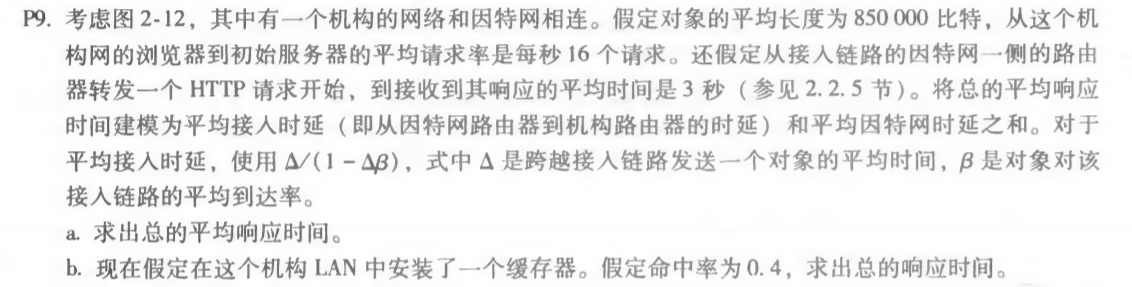 P9. 考虑图 2-12，其中有一个机构的网络和因特网相连。假定对象的平均长度为 850 000 比特，从这个机
构网的浏览器到初始服务器的平均请求率是每秒 16 个请求。还假定从接入链路的因特网一侧的路由
器转发一个 HTTP 请求开始，到接收到其响应的平均时间是 3 秒（参见 2.2.5 节）。将总的平均响应
时间建模为平均接入时延（即从因特网路由器到机构路由器的时延）和平均因特网时延之和。对于
平均接入时延，使用 Δ/(1 - Δβ)，式中 Δ 是跨越接入链路发送一个对象的平均时间，β 是对象对该
接入链路的平均到达率。
a. 求出总的平均响应时间。
b. 现在假定在这个机构 LAN 中安装了一个缓存器。假定命中率为 0.4，求出总的响应时间。